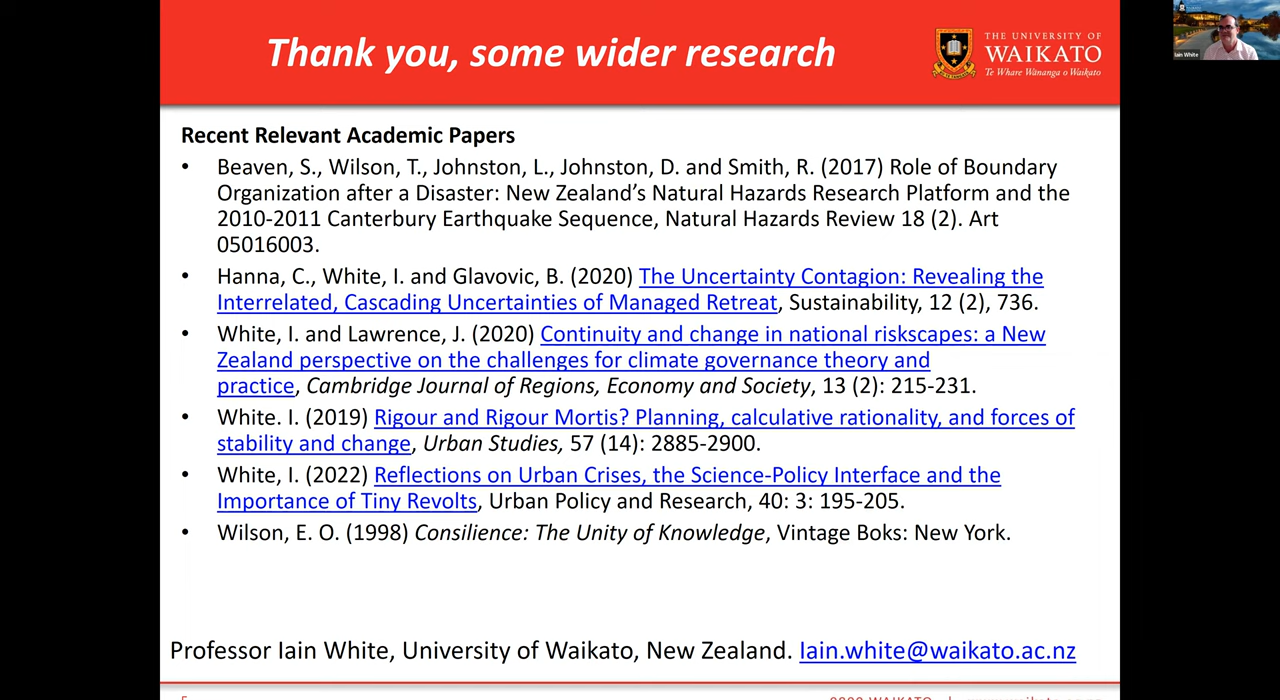 Thank you, some wider research
THE UNIVERSITY OF
WAIKATO
Te Whare Wānanga o Waikato
Iain White
Recent Relevant Academic Papers
• Beaven, S., Wilson, T., Johnston, L., Johnston, D. and Smith, R. (2017) Role of Boundary
Organization after a Disaster: New Zealand’s Natural Hazards Research Platform and the
2010-2011 Canterbury Earthquake Sequence, Natural Hazards Review 18 (2). Art
05016003.
• Hanna, C., White, I. and Glavovic, B. (2020) The Uncertainty Contagion: Revealing the
Interrelated, Cascading Uncertainties of Managed Retreat, Sustainability, 12 (2), 736.
• White, I. and Lawrence, J. (2020) Continuity and change in national riskscapes: a New
Zealand perspective on the challenges for climate governance theory and
practice, Cambridge Journal of Regions, Economy and Society, 13 (2): 215-231.
• White. I. (2019) Rigour and Rigour Mortis? Planning, calculative rationality, and forces of
stability and change, Urban Studies, 57 (14): 2885-2900.
• White, I. (2022) Reflections on Urban Crises, the Science-Policy Interface and the
Importance of Tiny Revolts, Urban Policy and Research, 40: 3: 195-205.
• Wilson, E. O. (1998) Consilience: The Unity of Knowledge, Vintage Boks: New York.
Professor Iain White, University of Waikato, New Zealand. Iain.white@waikato.ac.nz